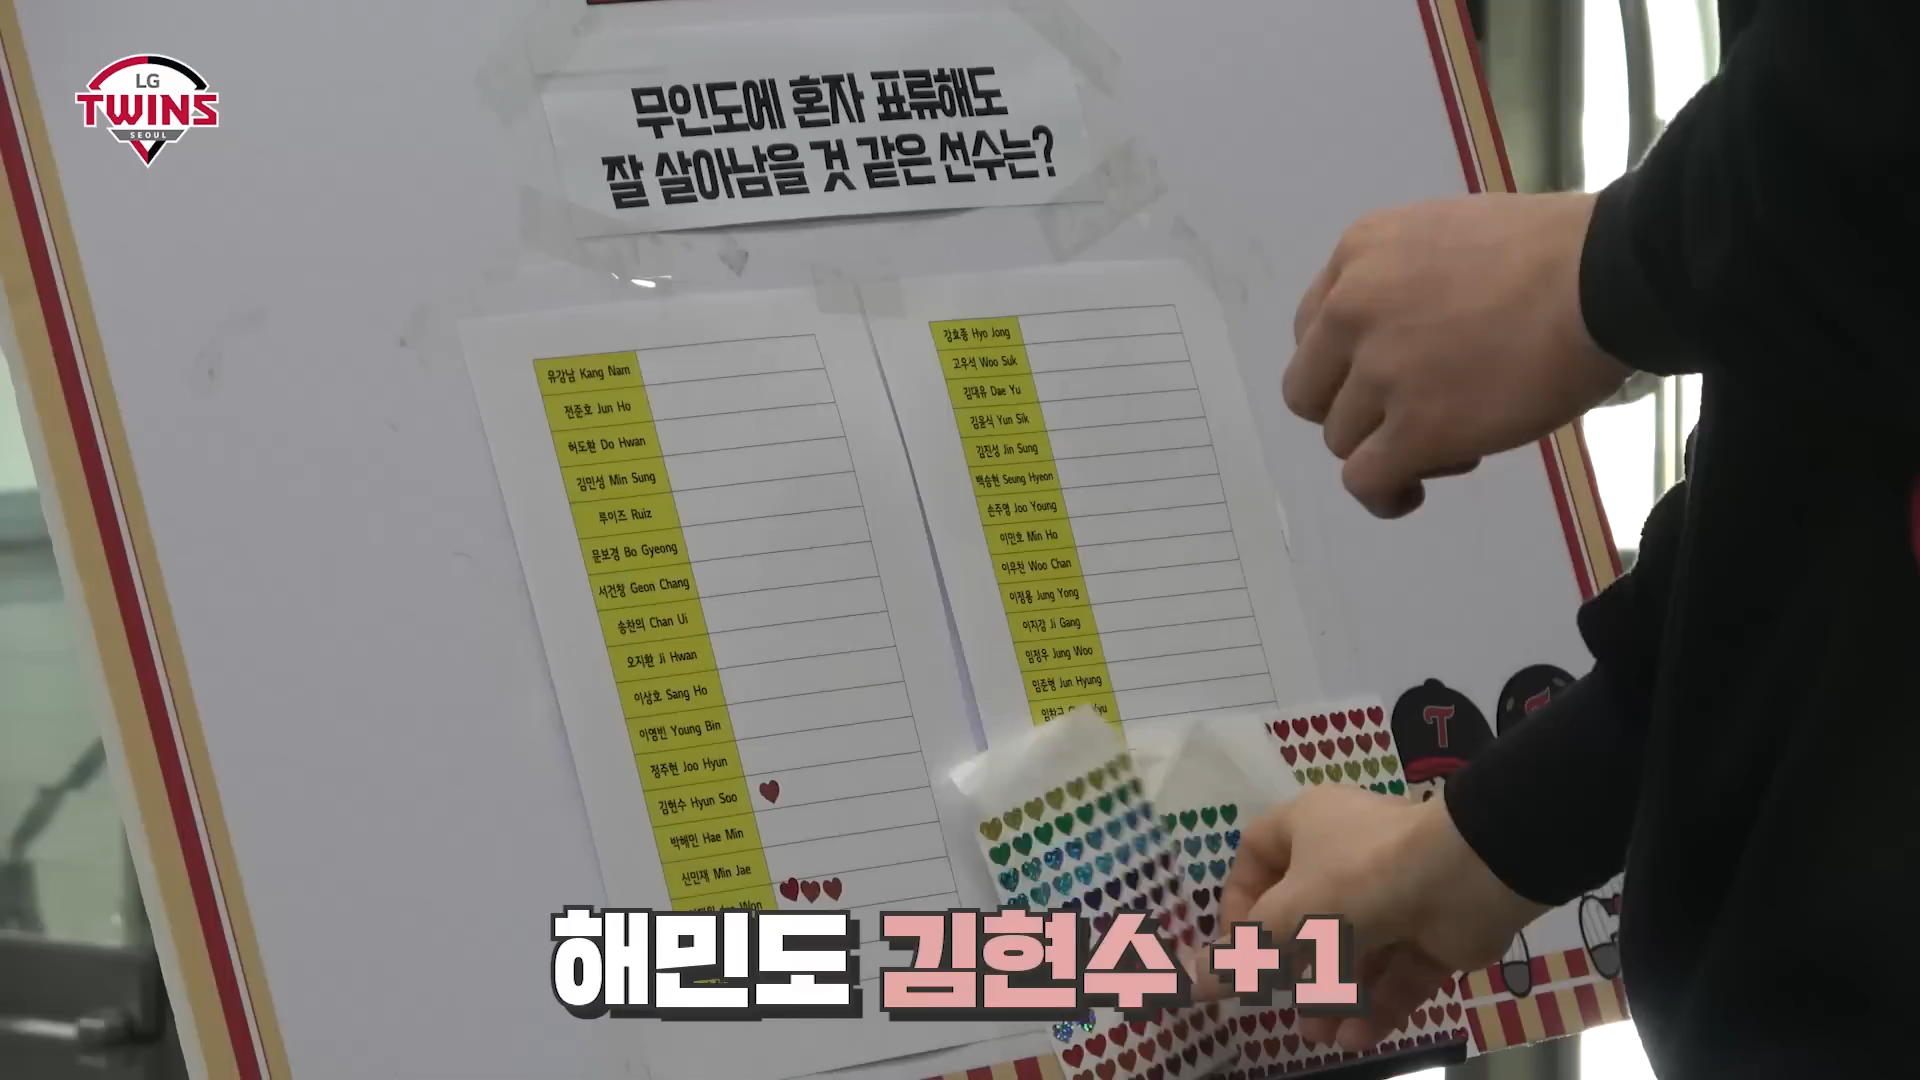 LG
TWINS
SEOUL
무인도에 혼자 표류해도
잘 살아남을 것 같은 선수는?
유강남 Kang Nam
전준호 Jun Ho
허도환 Do Hwan
김민성 Min Sung
루이즈 Ruiz
문보경 Bo Gyeong
서건창 Geon Chang
송찬의 Chan Ui
오지환 Ji Hwan
이상호 Sang Ho
이영빈 Young Bin
정주현 Joo Hyun
김현수 Hyun Soo
박해민 Hae Min
신민재 Min Jae
Won
강효종 Hyo Jong
고우석 Woo Suk
김대유 Dae Yu
김윤식 Yun Sik
김진성 Jin Sung
백승현 Seung Hyeon
손주영 Joo Young
이민호 Min Ho
이우찬 Woo Chan
이정용 Jung Yong
이지강 Ji Gang
임정우 Jung Woo
임준형 Jun Hyung
해민도 김현수 +1